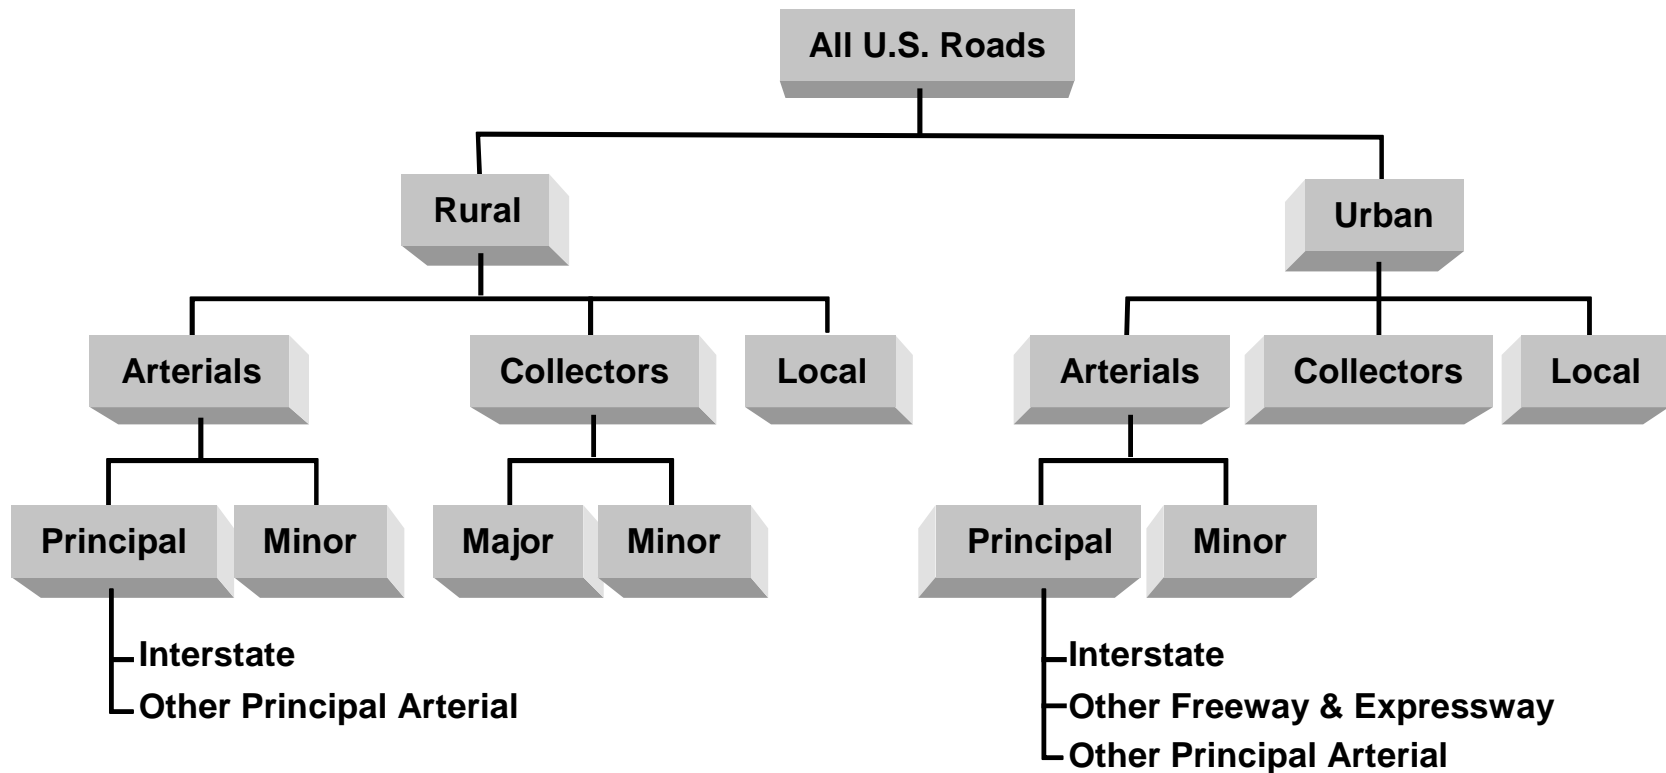 All U.S. Roads
Rural
Urban
Arterials
Collectors
Local
Arterials
Collectors
Local
Principal
Minor
Major
Minor
Principal
Minor
Interstate
Other Principal Arterial
Interstate
Other Freeway & Expressway
Other Principal Arterial